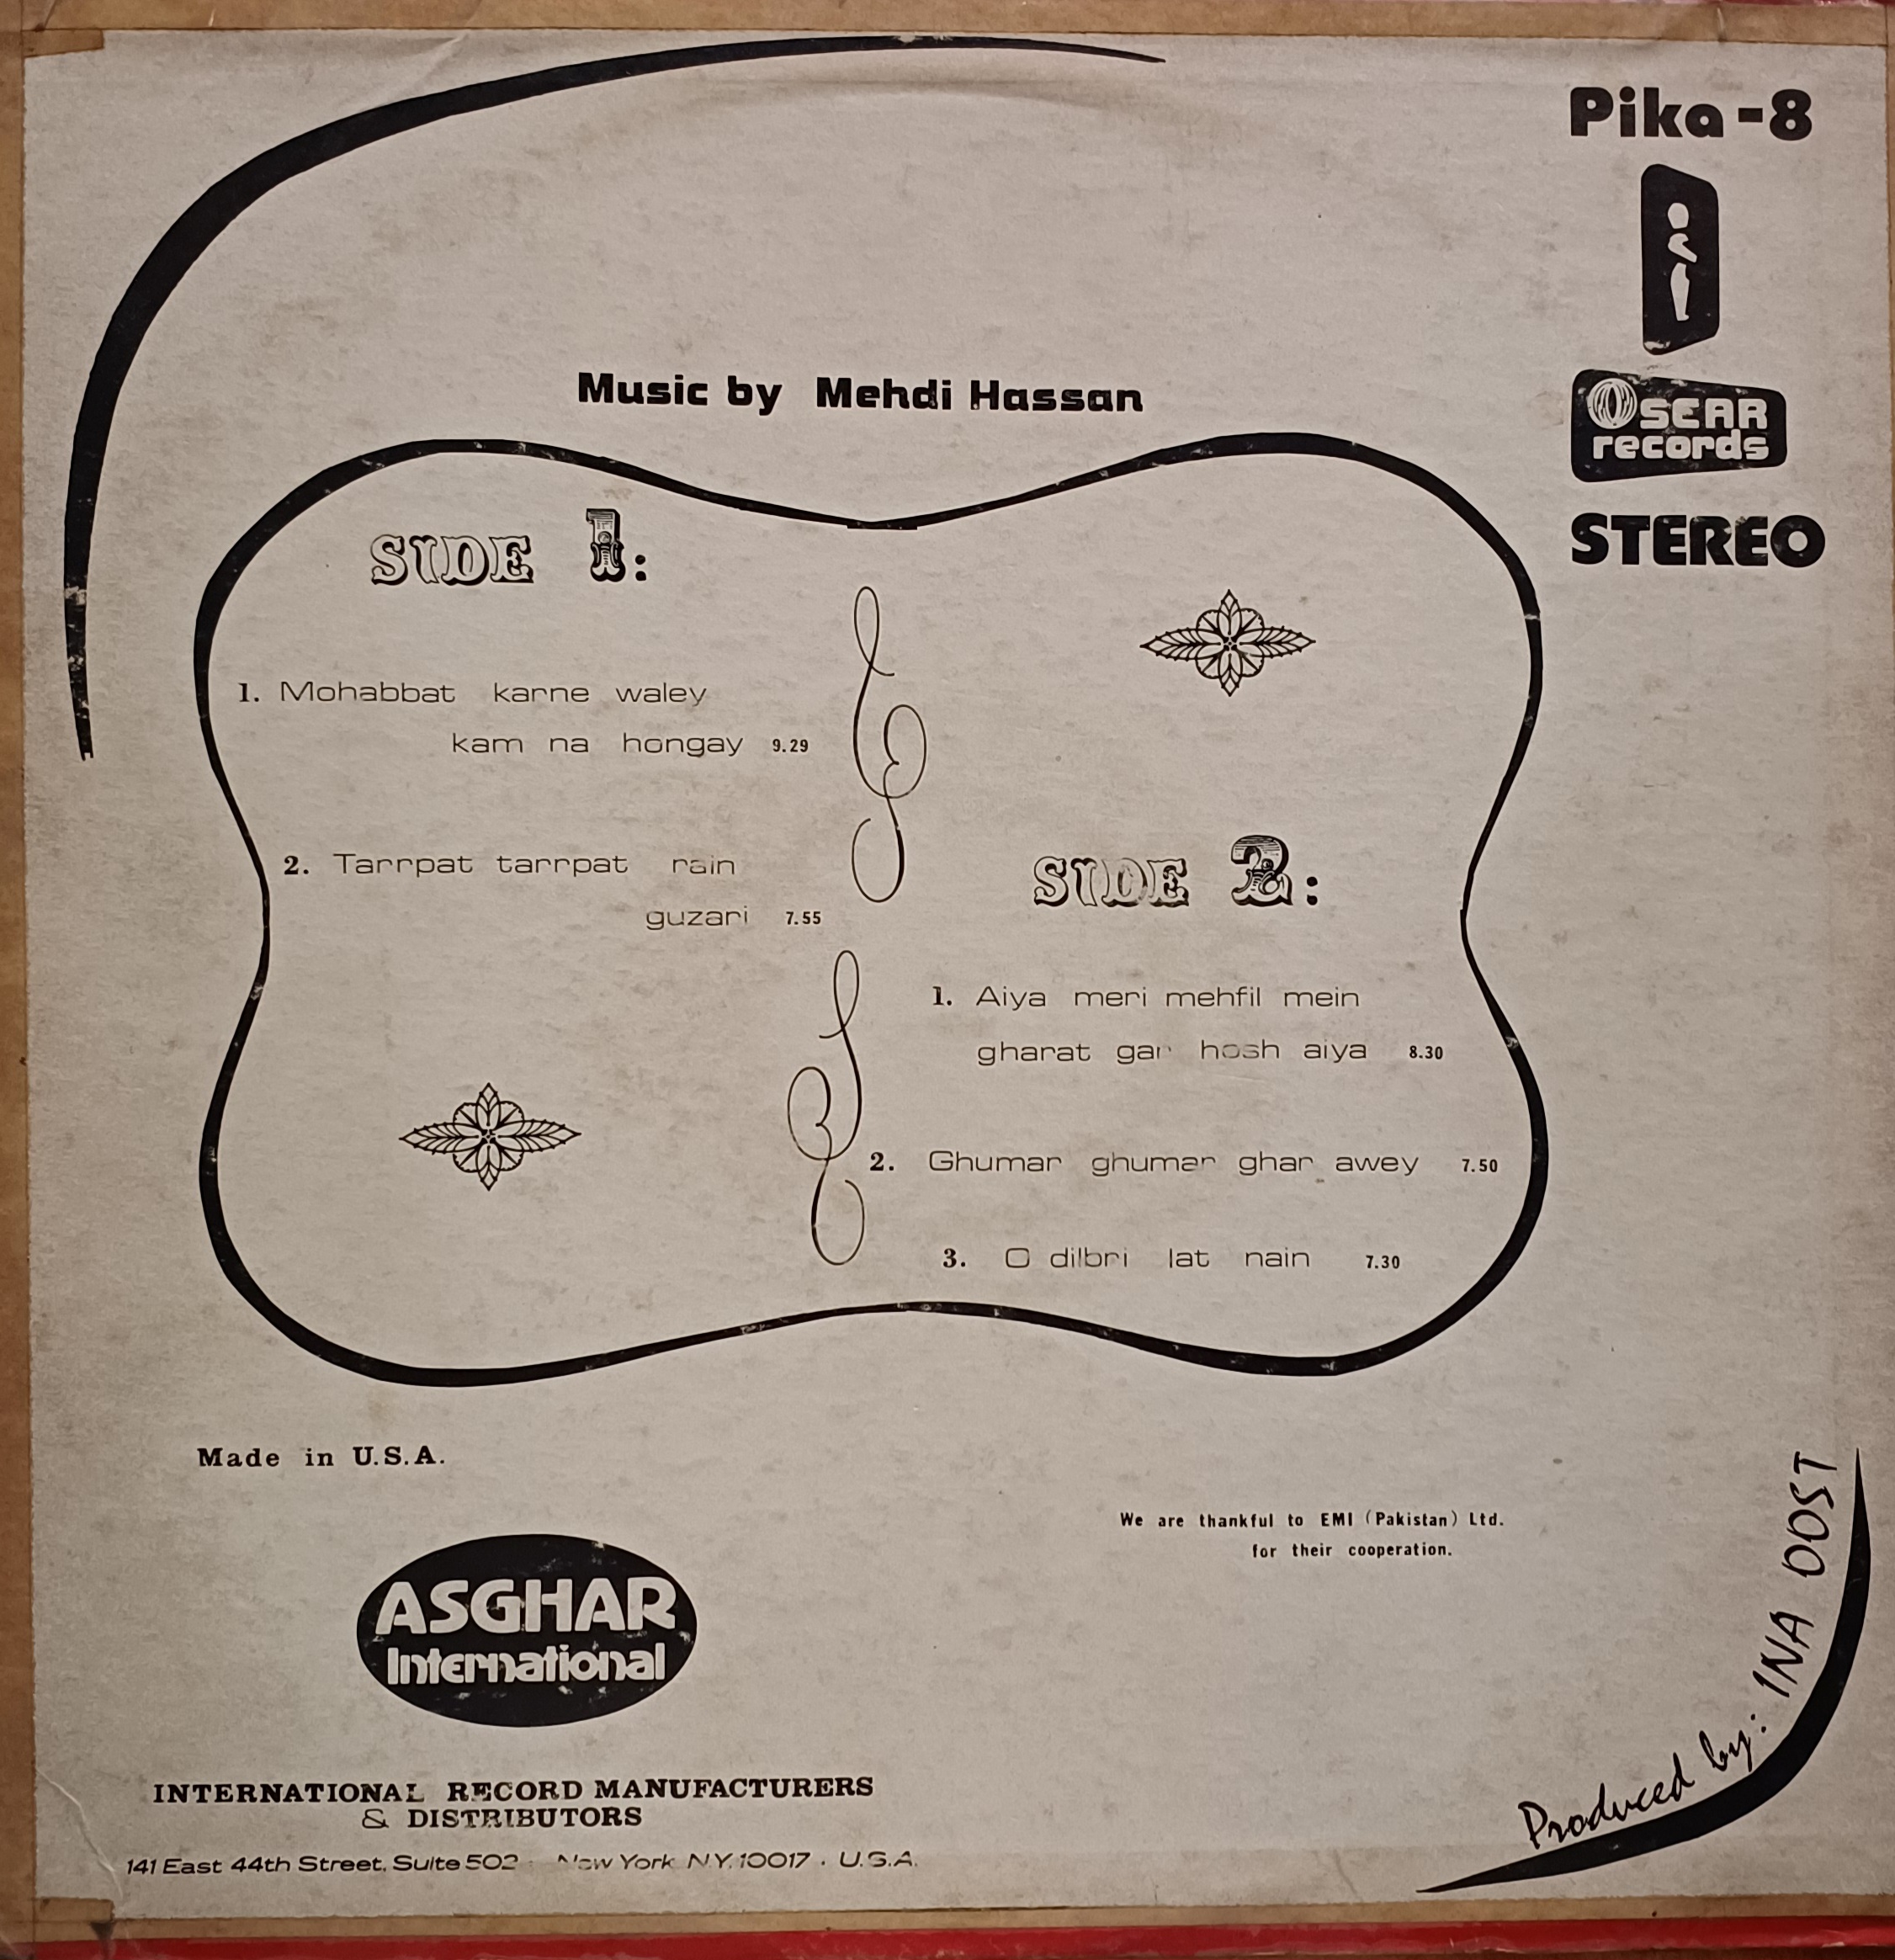 Pika-8
OSEAR
records
STEREO
Music by Mehdi Hassan
SIDE 1:
1. Mohabbat karne waley
kam na hongay 9.29
2. Tarrpat tarrpat rain
guzari 7.55
SIDE 2:
1. Aiya meri mehfil mein
gharat gar hosh aiya 8.30
2. Ghumar ghumar ghar awey 7.50
3. O dilbri lat nain 7.30
Made in U.S.A.
We are thankful to EMI (Pakistan) Ltd.
for their cooperation.
ASGHAR
International
INTERNATIONAL RECORD MANUFACTURERS
& DISTRIBUTORS
141 East 44th Street, Suite 502 · New York N.Y. 10017 · U.S.A.
Produced by: INA DOST